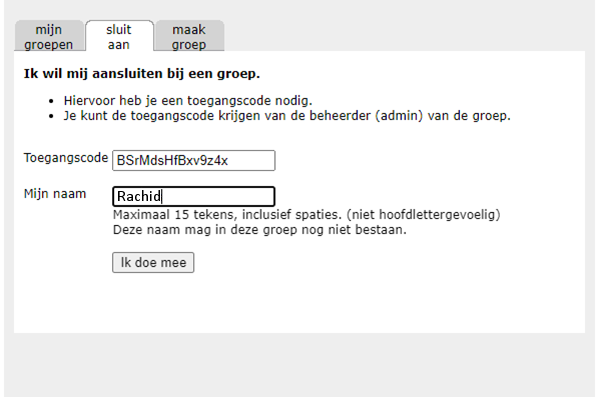 mijn groepen
sluit aan
maak groep
Ik wil mij aansluiten bij een groep.
Hiervoor heb je een toegangscode nodig.
Je kunt de toegangscode krijgen van de beheerder (admin) van de groep.
Toegangscode BSrMdsHfBxv9z4x
Mijn naam Rachid
Maximaal 15 tekens, inclusief spaties. (niet hoofdlettergevoelig)
Deze naam mag in deze groep nog niet bestaan.
Ik doe mee